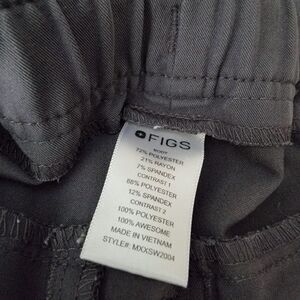 FIGS
BODY
72% POLYESTER
21% RAYON
7% SPANDEX
CONTRAST 1
88% POLYESTER
12% SPANDEX
CONTRAST 2
100% POLYESTER
100% AWESOME
MADE IN VIETNAM
STYLE#: MXXSW2004